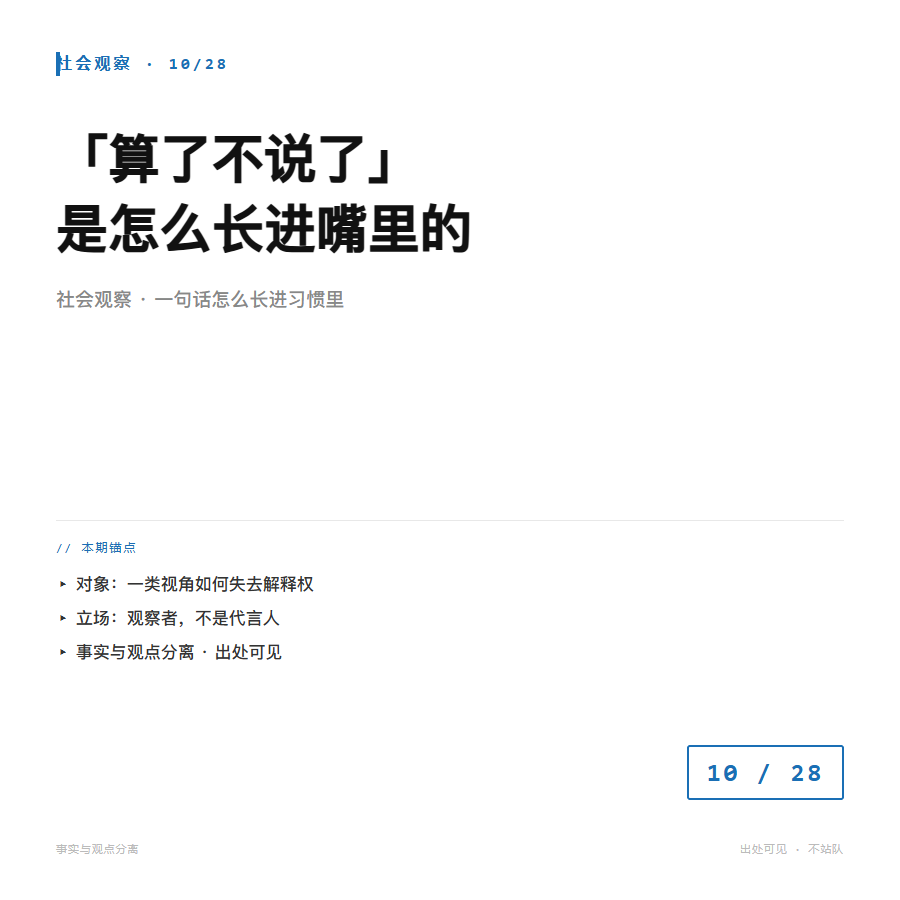 社会观察 · 10/28
「算了不说了」
是怎么长进嘴里的
社会观察 · 一句话怎么长进习惯里
// 本期锚点
▸ 对象：一类视角如何失去解释权
▸ 立场：观察者，不是代言人
▸ 事实与观点分离 · 出处可见
10 / 28
事实与观点分离
出处可见 · 不站队